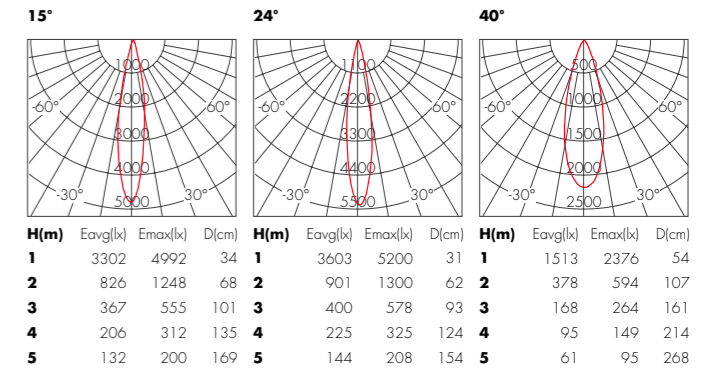 15° 24° 40°
1000 1100 500
-60° 2000 60° -60° 2200 60° -60° 1000 60°
3000 3300 1500
4000 4400 2000
-30° 5000 30° -30° 5500 30° -30° 2500 30°
H(m) Eavg(lx) Emax(lx) D(cm) H(m) Eavg(lx) Emax(lx) D(cm) H(m) Eavg(lx) Emax(lx) D(cm)
1 3302 4992 34 1 3603 5200 31 1 1513 2376 54
2 826 1248 68 2 901 1300 62 2 378 594 107
3 367 555 101 3 400 578 93 3 168 264 161
4 206 312 135 4 225 325 124 4 95 149 214
5 132 200 169 5 144 208 154 5 61 95 268